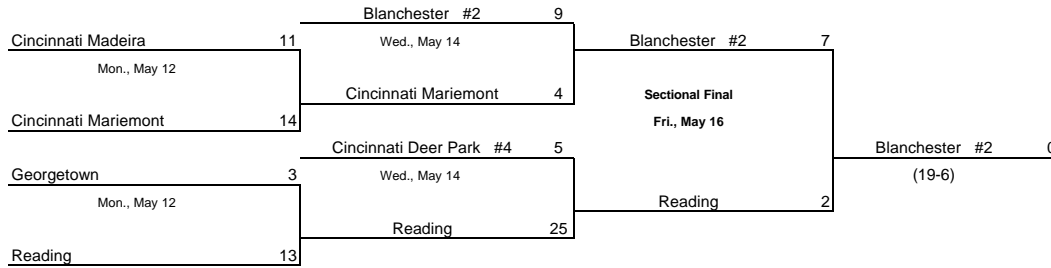 Blanchester #2 9
Cincinnati Madeira 11
Wed., May 14
Blanchester #2 7
Mon., May 12
Cincinnati Mariemont 4
Sectional Final
Cincinnati Mariemont 14
Fri., May 16
Cincinnati Deer Park #4 5
Blanchester #2 0
Georgetown 3
Wed., May 14
(19-6)
Mon., May 12
Reading 2
Reading 25
Reading 13